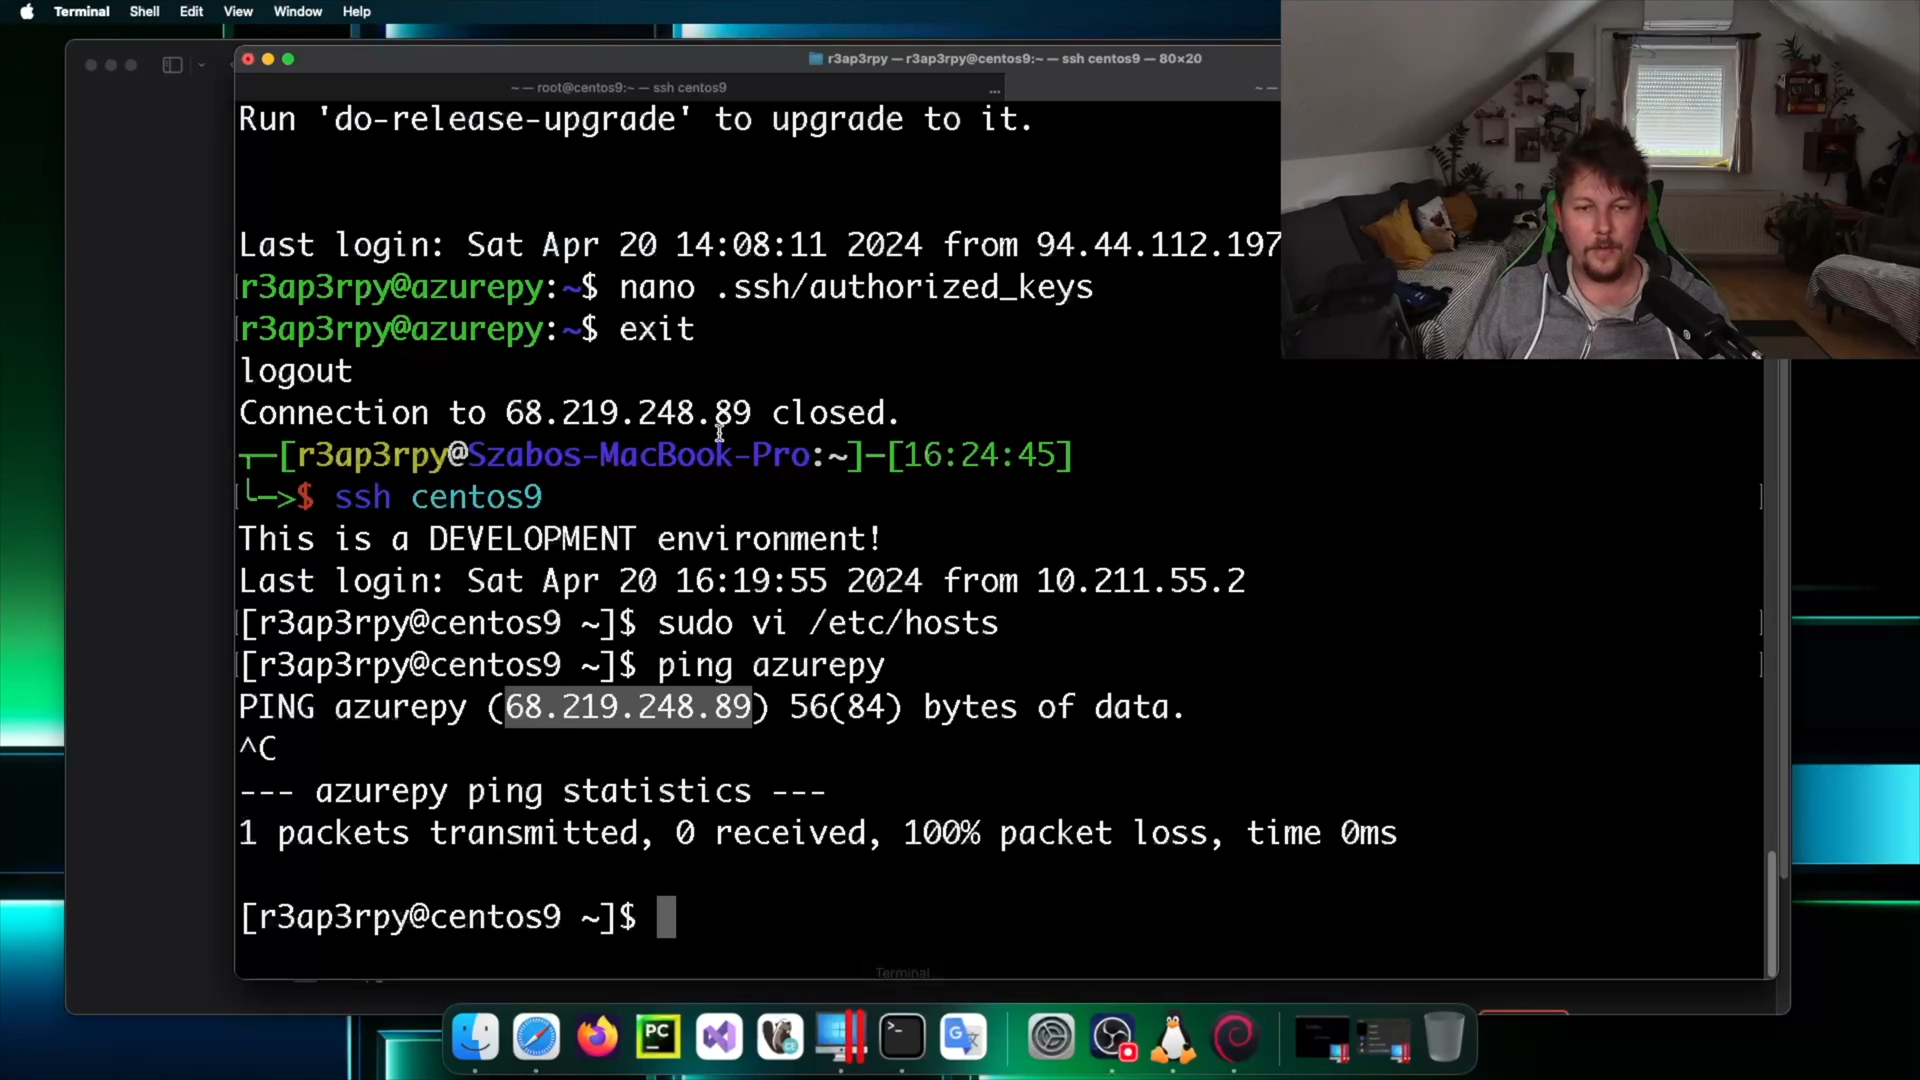 Terminal Shell Edit View Window Help
r3ap3rpy — r3ap3rpy@centos9:~ — ssh centos9 — 80×20
~ — root@centos9:~ — ssh centos9 ... ~ —
Run 'do-release-upgrade' to upgrade to it.
Last login: Sat Apr 20 14:08:11 2024 from 94.44.112.197
r3ap3rpy@azurepy:~$ nano .ssh/authorized_keys
r3ap3rpy@azurepy:~$ exit
logout
Connection to 68.219.248.89 closed.
┬─[r3ap3rpy@Szabos-MacBook-Pro:~]─[16:24:45]
╰─>$ ssh centos9
This is a DEVELOPMENT environment!
Last login: Sat Apr 20 16:19:55 2024 from 10.211.55.2
[r3ap3rpy@centos9 ~]$ sudo vi /etc/hosts
[r3ap3rpy@centos9 ~]$ ping azurepy
PING azurepy (68.219.248.89) 56(84) bytes of data.
^C
--- azurepy ping statistics ---
1 packets transmitted, 0 received, 100% packet loss, time 0ms
[r3ap3rpy@centos9 ~]$
Terminal
PC
CE
>_
G